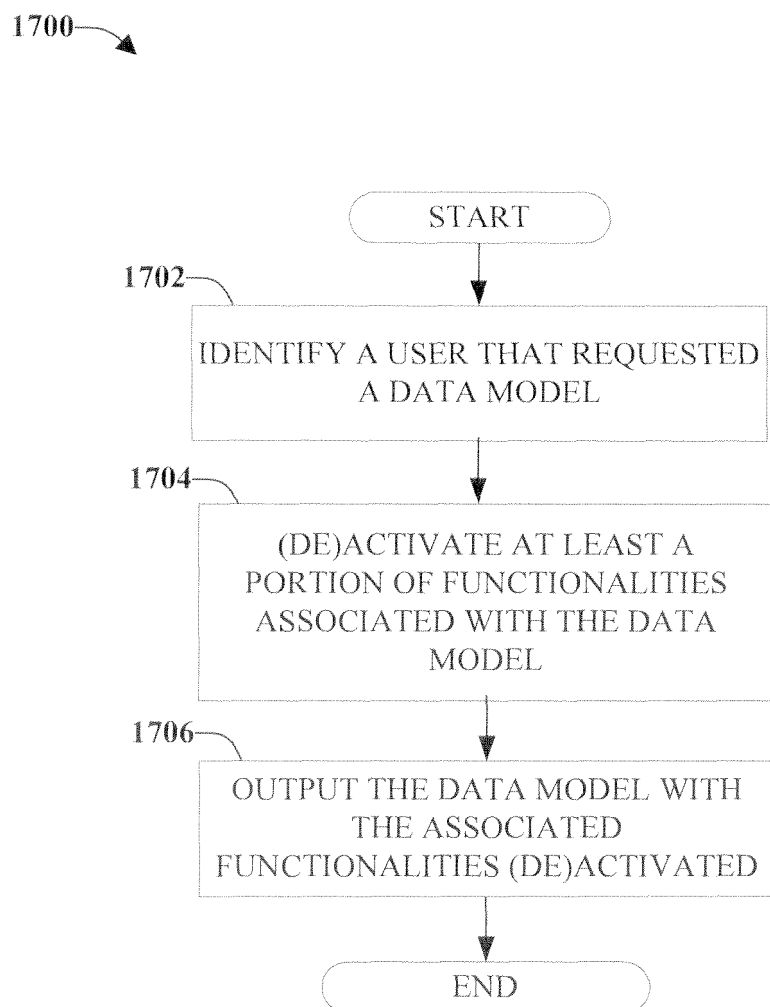 1700
START
1702
IDENTIFY A USER THAT REQUESTED
A DATA MODEL
1704
(DE)ACTIVATE AT LEAST A
PORTION OF FUNCTIONALITIES
ASSOCIATED WITH THE DATA
MODEL
1706
OUTPUT THE DATA MODEL WITH
THE ASSOCIATED
FUNCTIONALITIES (DE)ACTIVATED
END